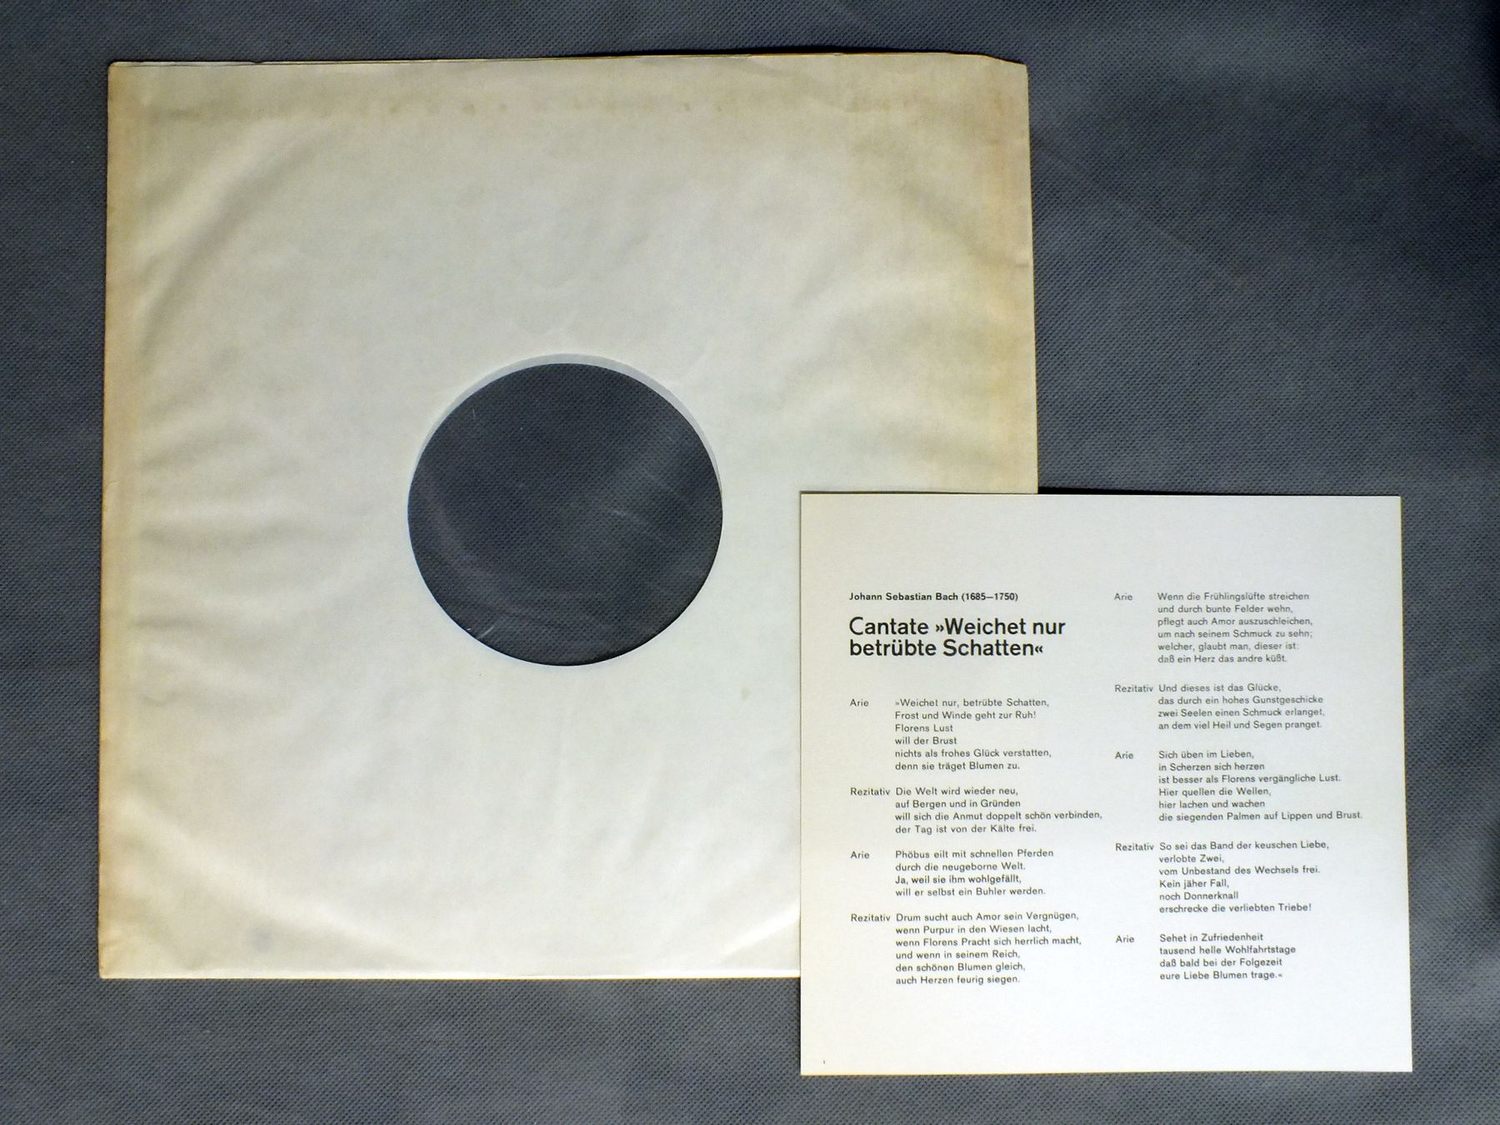 Johann Sebastian Bach (1685–1750)
Cantate »Weichet nur
betrübte Schatten«
Arie »Weichet nur, betrübte Schatten,
Frost und Winde geht zur Ruh!
Florens Lust
will der Brust
nichts als frohes Glück verstatten,
denn sie träget Blumen zu.
Rezitativ Die Welt wird wieder neu,
auf Bergen und in Gründen
will sich die Anmut doppelt schön verbinden,
der Tag ist von der Kälte frei.
Arie Phöbus eilt mit schnellen Pferden
durch die neugeborne Welt.
Ja, weil sie ihm wohlgefällt,
will er selbst ein Buhler werden.
Rezitativ Drum sucht auch Amor sein Vergnügen,
wenn Purpur in den Wiesen lacht,
wenn Florens Pracht sich herrlich macht,
und wenn in seinem Reich,
den schönen Blumen gleich,
auch Herzen feurig siegen.
Arie Wenn die Frühlingslüfte streichen
und durch bunte Felder wehn,
pflegt auch Amor auszuschleichen,
um nach seinem Schmuck zu sehn;
welcher, glaubt man, dieser ist:
daß ein Herz das andre küßt.
Rezitativ Und dieses ist das Glücke,
das durch ein hohes Gunstgeschicke
zwei Seelen einen Schmuck erlanget,
an dem viel Heil und Segen pranget.
Arie Sich üben im Lieben,
in Scherzen sich herzen
ist besser als Florens vergängliche Lust.
Hier quellen die Wellen,
hier lachen und wachen
die siegenden Palmen auf Lippen und Brust.
Rezitativ So sei das Band der keuschen Liebe,
verlobte Zwei,
vom Unbestand des Wechsels frei.
Kein jäher Fall,
noch Donnerknall
erschrecke die verliebten Triebe!
Arie Sehet in Zufriedenheit
tausend helle Wohlfahrtstage
daß bald bei der Folgezeit
eure Liebe Blumen trage.«